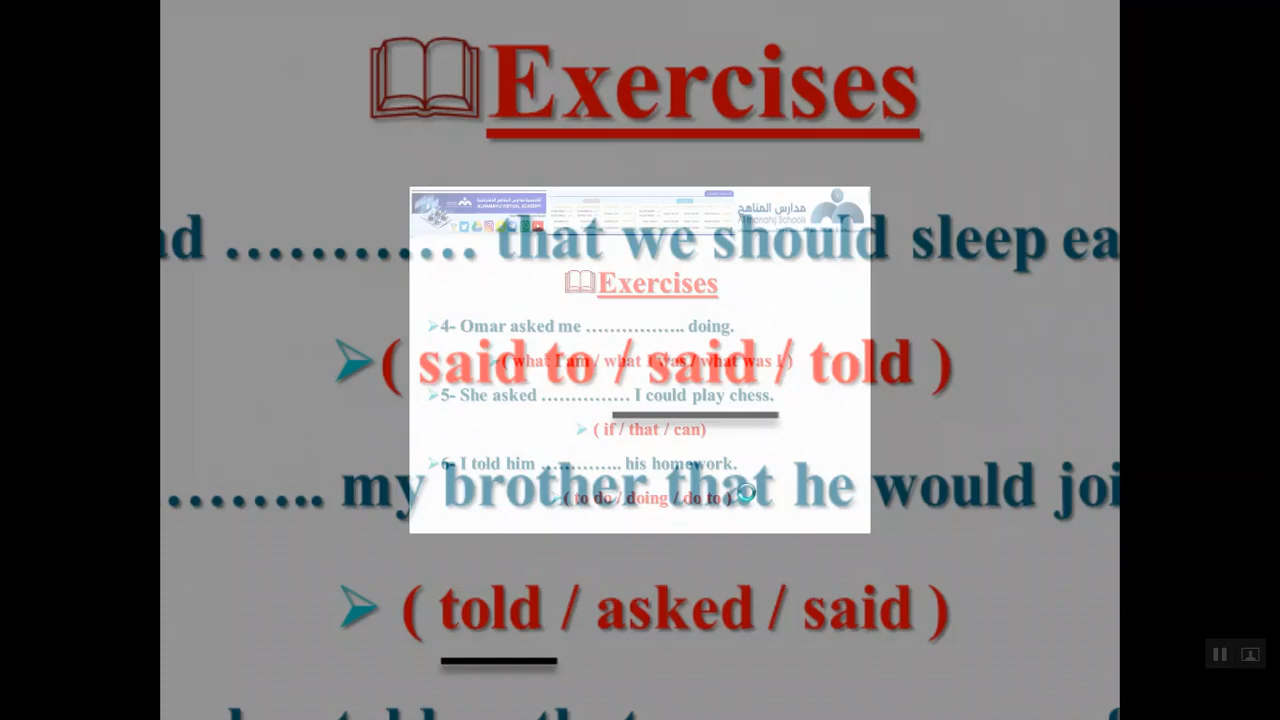 Exercises
ad ………… that we should sleep ea
( said to / said / told )
…….. my brother that he would joi
( told / asked / said )
مدارس المناهج
Almanahj Schools
Exercises
4- Omar asked me …………….. doing.
( what I am / what I was / what was I )
5- She asked …………… I could play chess.
( if / that / can)
6- I told him ………….. his homework.
( to do / doing / do to )